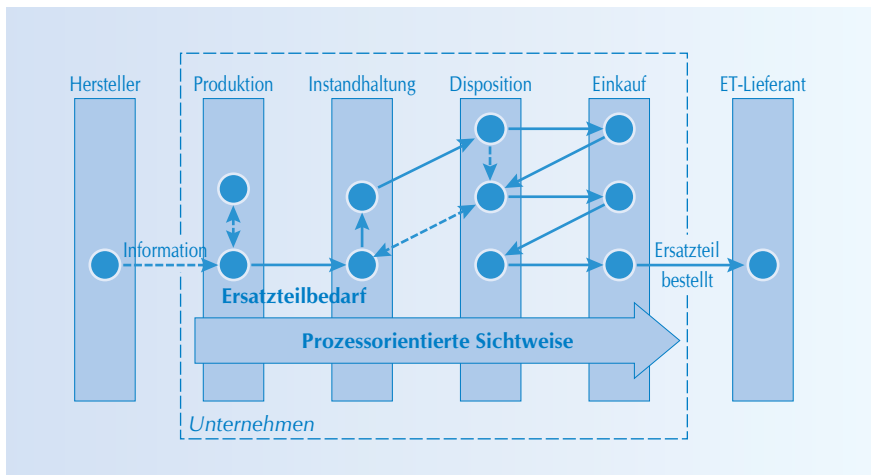 Hersteller
Produktion
Instandhaltung
Disposition
Einkauf
ET-Lieferant
Information
Ersatzteil
bestellt
Ersatzteilbedarf
Prozessorientierte Sichtweise
Unternehmen